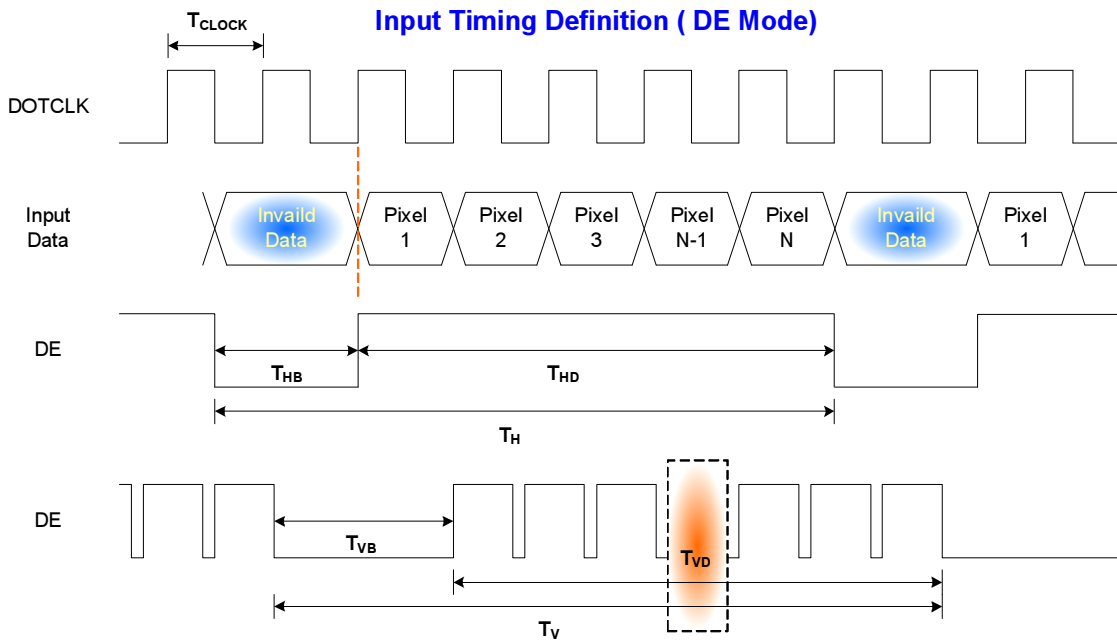 Input Timing Definition ( DE Mode)
TCLOCK
DOTCLK
Input
Data
Invaild
Data
Pixel
1
Pixel
2
Pixel
3
Pixel
N-1
Pixel
N
Invaild
Data
Pixel
1
DE
THB
THD
TH
DE
TVB
TVD
TV